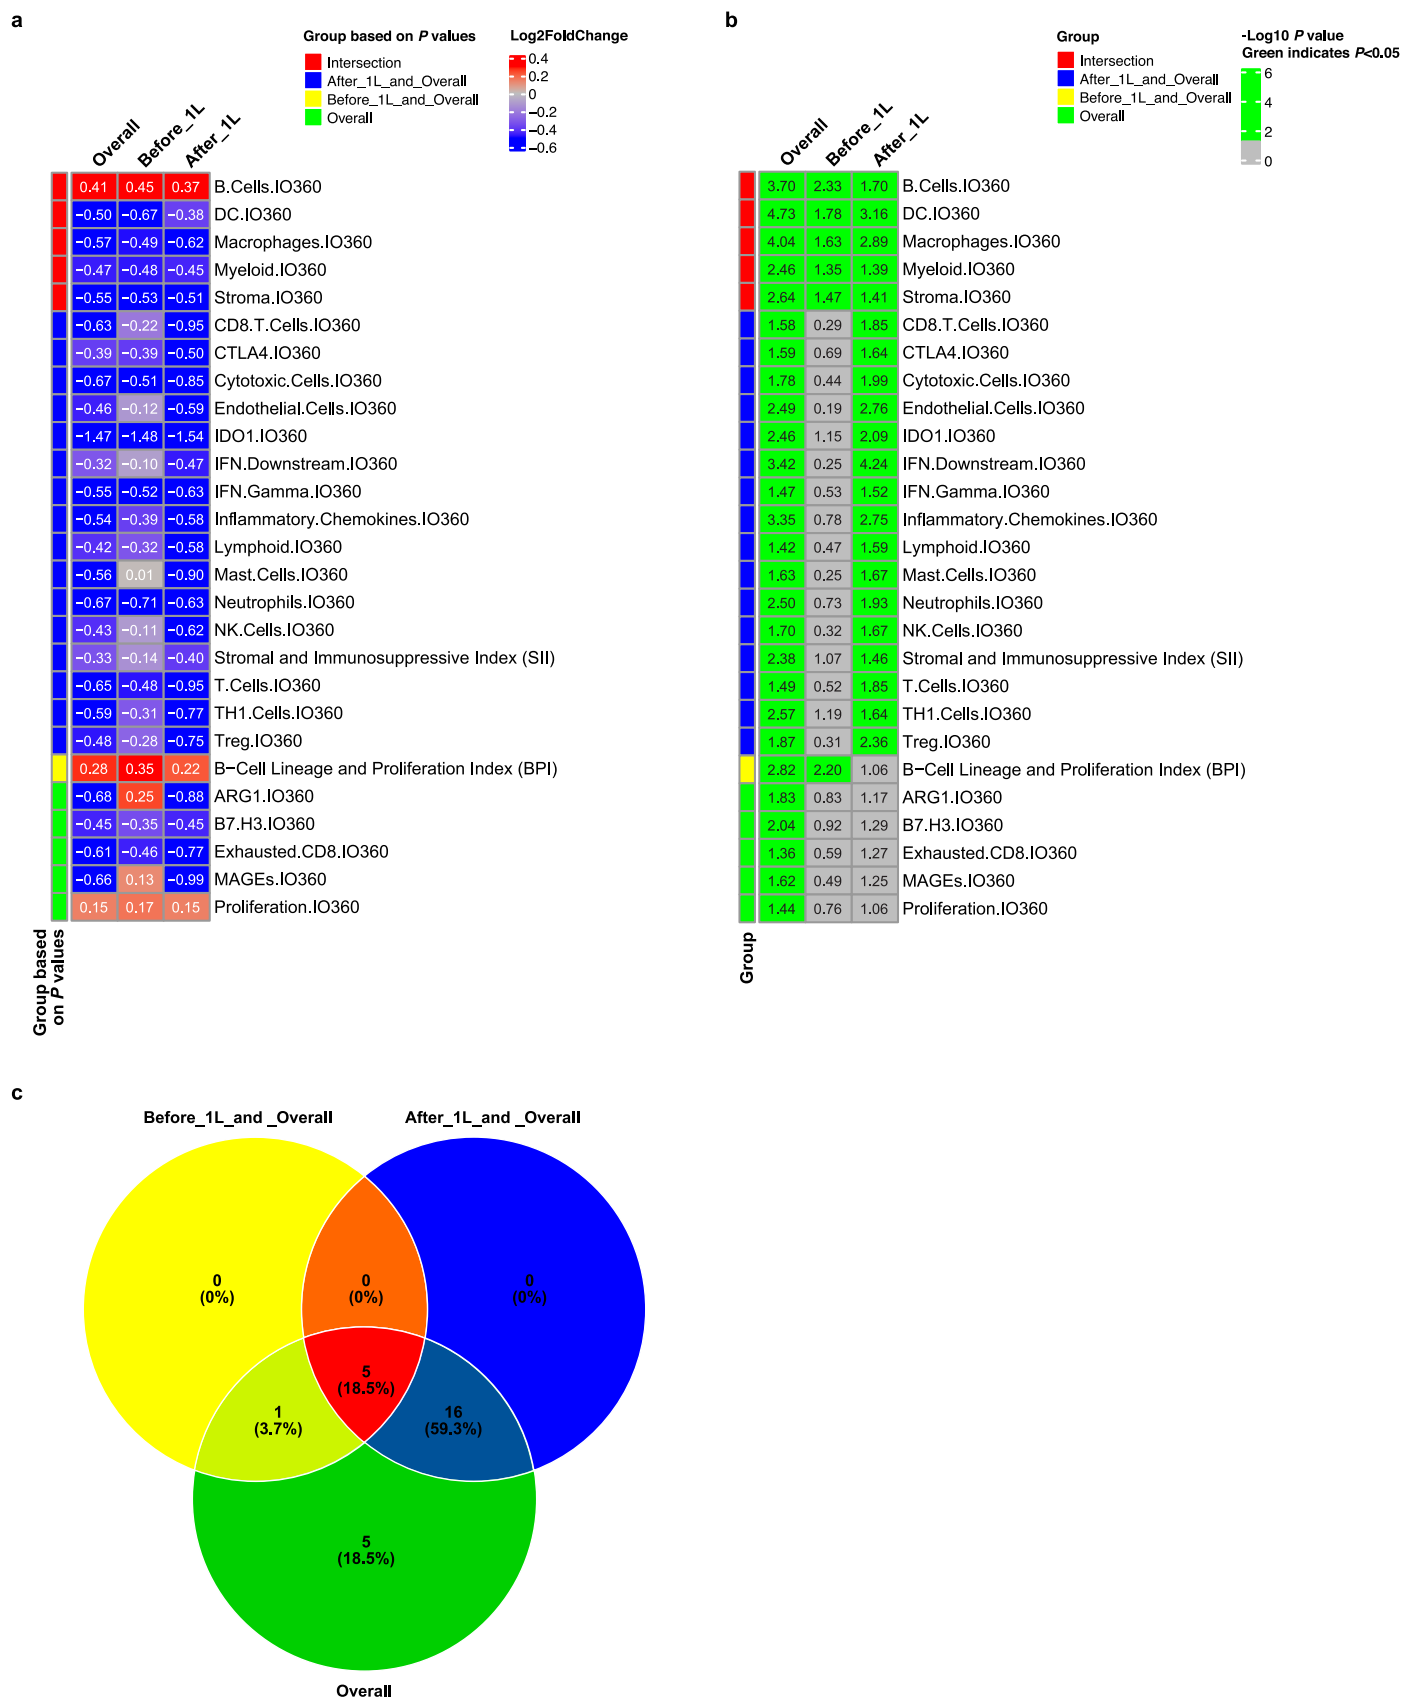 a
Group based on P values
Intersection
After_1L_and_Overall
Before_1L_and_Overall
Overall
Log2FoldChange
0.4
0.2
0
−0.2
−0.4
−0.6
Overall
Before_1L
After_1L
0.41 0.45 0.37 B.Cells.IO360
−0.50 −0.67 −0.38 DC.IO360
−0.57 −0.49 −0.62 Macrophages.IO360
−0.47 −0.48 −0.45 Myeloid.IO360
−0.55 −0.53 −0.51 Stroma.IO360
−0.63 −0.22 −0.95 CD8.T.Cells.IO360
−0.39 −0.39 −0.50 CTLA4.IO360
−0.67 −0.51 −0.85 Cytotoxic.Cells.IO360
−0.46 −0.12 −0.59 Endothelial.Cells.IO360
−1.47 −1.48 −1.54 IDO1.IO360
−0.32 −0.10 −0.47 IFN.Downstream.IO360
−0.55 −0.52 −0.63 IFN.Gamma.IO360
−0.54 −0.39 −0.58 Inflammatory.Chemokines.IO360
−0.42 −0.32 −0.58 Lymphoid.IO360
−0.56 0.01 −0.90 Mast.Cells.IO360
−0.67 −0.71 −0.63 Neutrophils.IO360
−0.43 −0.11 −0.62 NK.Cells.IO360
−0.33 −0.14 −0.40 Stromal and Immunosuppressive Index (SII)
−0.65 −0.48 −0.95 T.Cells.IO360
−0.59 −0.31 −0.77 TH1.Cells.IO360
−0.48 −0.28 −0.75 Treg.IO360
0.28 0.35 0.22 B−Cell Lineage and Proliferation Index (BPI)
−0.68 0.25 −0.88 ARG1.IO360
−0.45 −0.35 −0.45 B7.H3.IO360
−0.61 −0.46 −0.77 Exhausted.CD8.IO360
−0.66 0.13 −0.99 MAGEs.IO360
0.15 0.17 0.15 Proliferation.IO360
Group based
on P values
b
Group
Intersection
After_1L_and_Overall
Before_1L_and_Overall
Overall
-Log10 P value
Green indicates P<0.05
6
4
2
0
Overall
Before_1L
After_1L
3.70 2.33 1.70 B.Cells.IO360
4.73 1.78 3.16 DC.IO360
4.04 1.63 2.89 Macrophages.IO360
2.46 1.35 1.39 Myeloid.IO360
2.64 1.47 1.41 Stroma.IO360
1.58 0.29 1.85 CD8.T.Cells.IO360
1.59 0.69 1.64 CTLA4.IO360
1.78 0.44 1.99 Cytotoxic.Cells.IO360
2.49 0.19 2.76 Endothelial.Cells.IO360
2.46 1.15 2.09 IDO1.IO360
3.42 0.25 4.24 IFN.Downstream.IO360
1.47 0.53 1.52 IFN.Gamma.IO360
3.35 0.78 2.75 Inflammatory.Chemokines.IO360
1.42 0.47 1.59 Lymphoid.IO360
1.63 0.25 1.67 Mast.Cells.IO360
2.50 0.73 1.93 Neutrophils.IO360
1.70 0.32 1.67 NK.Cells.IO360
2.38 1.07 1.46 Stromal and Immunosuppressive Index (SII)
1.49 0.52 1.85 T.Cells.IO360
2.57 1.19 1.64 TH1.Cells.IO360
1.87 0.31 2.36 Treg.IO360
2.82 2.20 1.06 B−Cell Lineage and Proliferation Index (BPI)
1.83 0.83 1.17 ARG1.IO360
2.04 0.92 1.29 B7.H3.IO360
1.36 0.59 1.27 Exhausted.CD8.IO360
1.62 0.49 1.25 MAGEs.IO360
1.44 0.76 1.06 Proliferation.IO360
Group
c
Before_1L_and _Overall
After_1L_and _Overall
0
(0%)
0
(0%)
0
(0%)
5
(18.5%)
1
(3.7%)
16
(59.3%)
5
(18.5%)
Overall